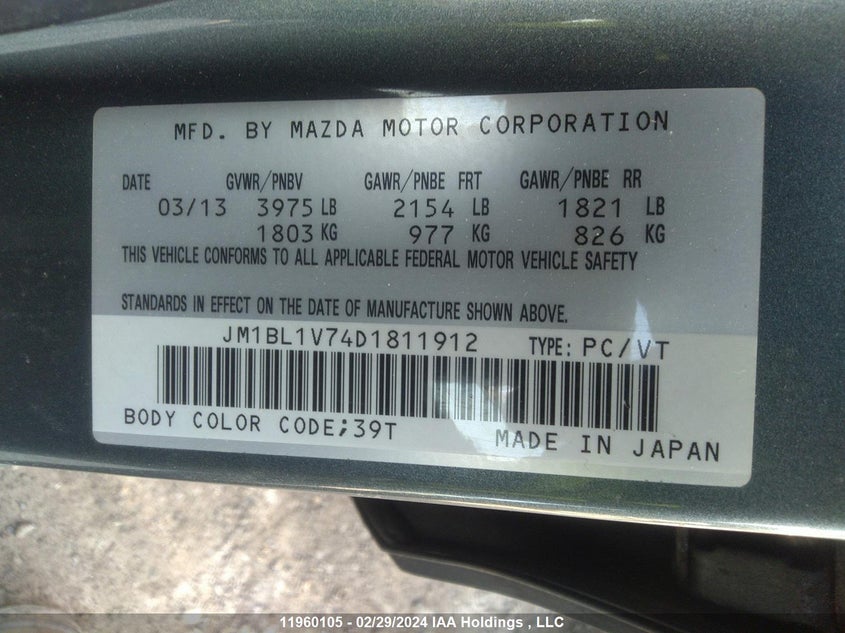 MFD. BY MAZDA MOTOR CORPORATION
DATE GVWR/PNBV GAWR/PNBE FRT GAWR/PNBE RR
03/13 3975 LB 2154 LB 1821 LB
1803 KG 977 KG 826 KG
THIS VEHICLE CONFORMS TO ALL APPLICABLE FEDERAL MOTOR VEHICLE SAFETY
STANDARDS IN EFFECT ON THE DATE OF MANUFACTURE SHOWN ABOVE.
JM1BL1V74D1811912 TYPE: PC/VT
BODY COLOR CODE;39T MADE IN JAPAN
11960105 - 02/29/2024 IAA Holdings , LLC